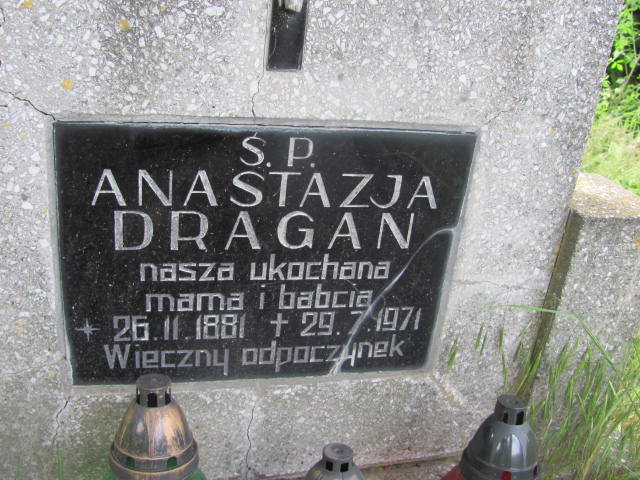 Ś. P.
ANASTAZJA
DRAGAN
nasza ukochana
mama i babcia
26.11.1881 + 29.7.1971
Wieczny odpoczynek